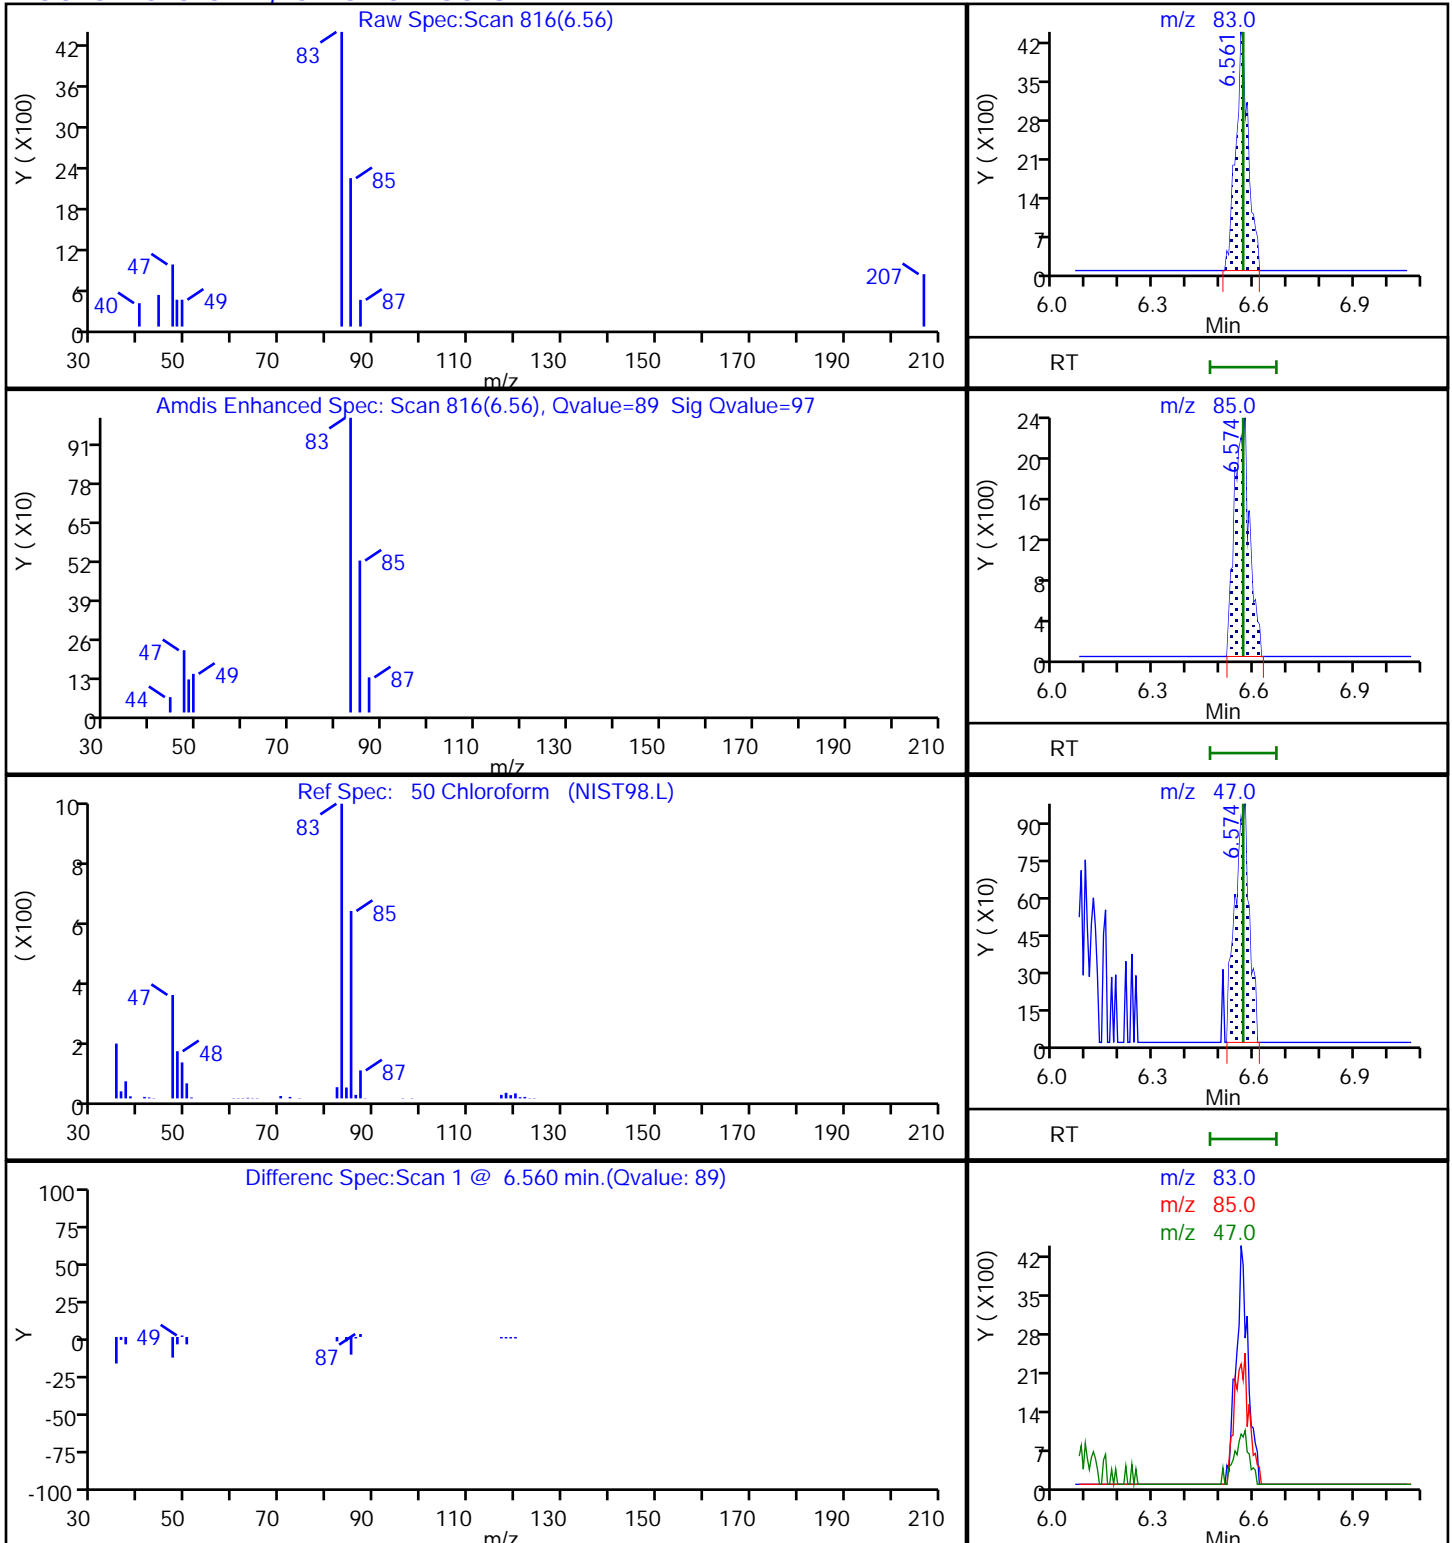 Raw Spec:Scan 816(6.56)
Y ( X100)
42
36
30
24
18
12
6
0
83
85
47
40
49
87
207
30 50 70 90 110 130 150 170 190 210
m/z
m/z 83.0
Y ( X100)
42
35
28
21
14
7
0
6.561
6.0 6.3 6.6 6.9
Min
RT
Amdis Enhanced Spec: Scan 816(6.56), Qvalue=89 Sig Qvalue=97
Y ( X10)
91
78
65
52
39
26
13
0
83
85
47
44
49
87
30 50 70 90 110 130 150 170 190 210
m/z
m/z 85.0
Y ( X100)
24
20
16
12
8
4
0
6.574
6.0 6.3 6.6 6.9
Min
RT
Ref Spec: 50 Chloroform (NIST98.L)
( X100)
10
8
6
4
2
0
83
85
47
48
87
30 50 70 90 110 130 150 170 190 210
m/z 47.0
Y ( X10)
90
75
60
45
30
15
0
6.574
6.0 6.3 6.6 6.9
Min
RT
Differenc Spec:Scan 1 @ 6.560 min.(Qvalue: 89)
Y
100
75
50
25
0
-25
-50
-75
-100
49
87
30 50 70 90 110 130 150 170 190 210
m/z
m/z 83.0
m/z 85.0
m/z 47.0
Y ( X100)
42
35
28
21
14
7
0
6.0 6.3 6.6 6.9
Min